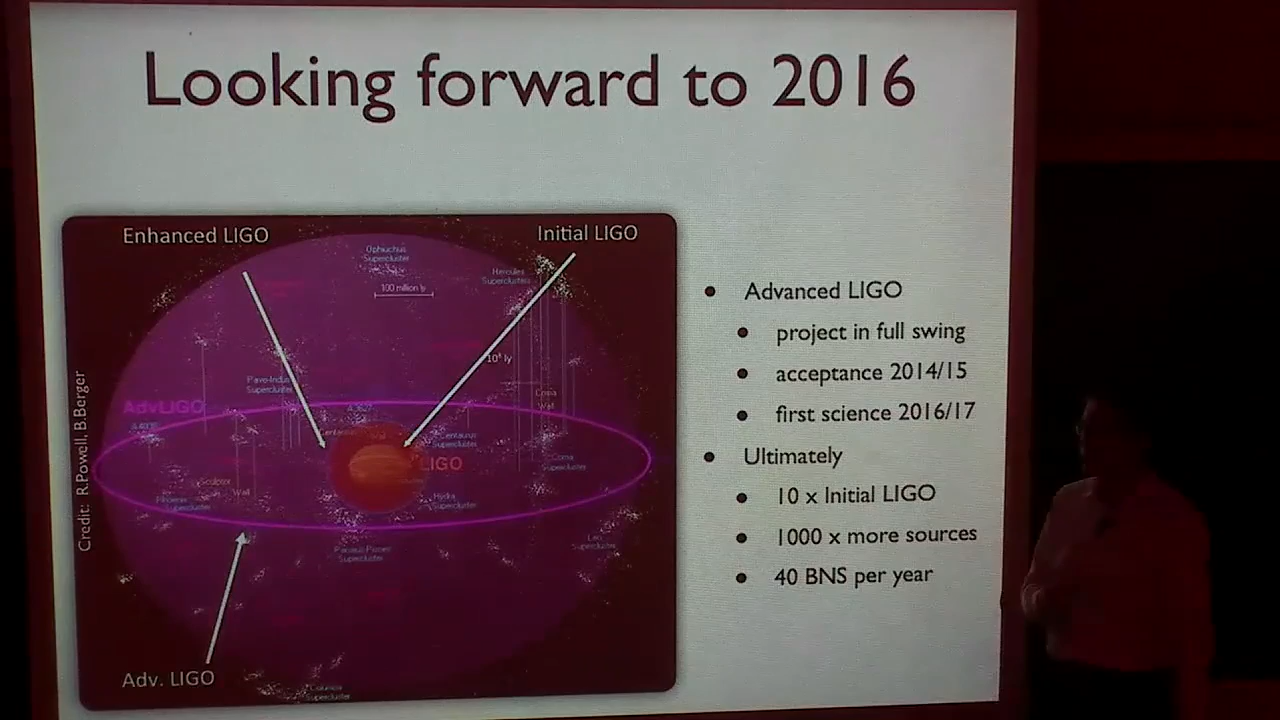 Looking forward to 2016
Enhanced LIGO
Initial LIGO
Ophiuchus
Supercluster
Hercules
Superclusters
100 million ly
Pavo-Indus
Supercluster
AdvLIGO
Coma
Wall
Centaurus
Supercluster
LIGO
Coma
Supercluster
Sculptor
Wall
Phoenix
Supercluster
Hydra
Supercluster
Leo
Supercluster
Perseus-Pisces
Supercluster
Columba
Supercluster
Adv. LIGO
Credit: R.Powell, B.Berger
• Advanced LIGO
• project in full swing
• acceptance 2014/15
• first science 2016/17
• Ultimately
• 10 x Initial LIGO
• 1000 x more sources
• 40 BNS per year